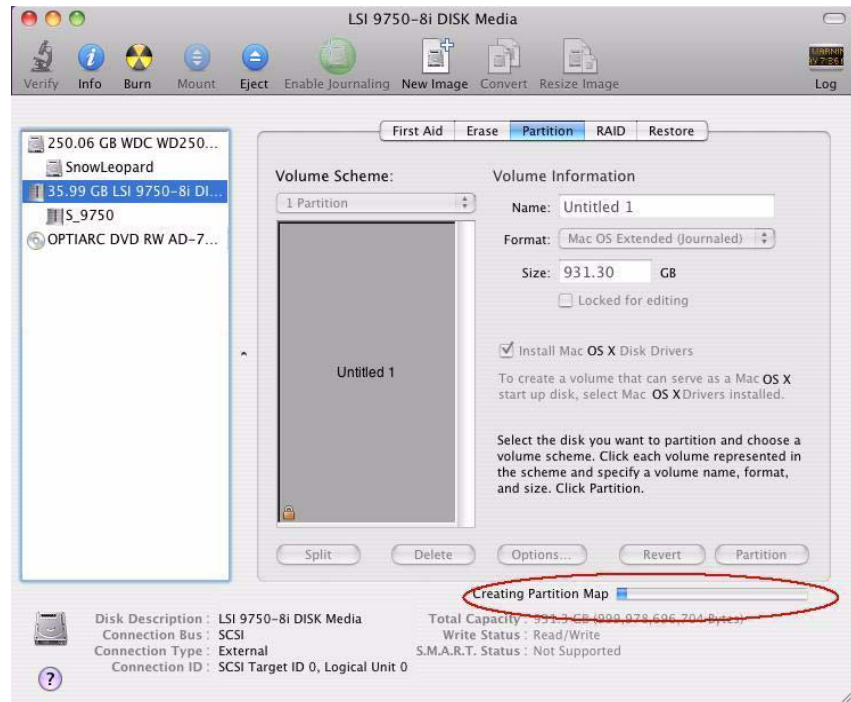 LSI 9750-8i DISK Media
Verify Info Burn Mount Eject Enable Journaling New Image Convert Resize Image Log
250.06 GB WDC WD250...
SnowLeopard
35.99 GB LSI 9750-8i DI...
S_9750
OPTIARC DVD RW AD-7...
First Aid Erase Partition RAID Restore
Volume Scheme:
1 Partition
Untitled 1
Volume Information
Name: Untitled 1
Format: Mac OS Extended (Journaled)
Size: 931.30 GB
Locked for editing
Install Mac OS X Disk Drivers
To create a volume that can serve as a Mac OS X
start up disk, select Mac OS X Drivers installed.
Select the disk you want to partition and choose a
volume scheme. Click each volume represented in
the scheme and specify a volume name, format,
and size. Click Partition.
Split Delete Options... Revert Partition
Creating Partition Map
Disk Description : LSI 9750-8i DISK Media
Connection Bus : SCSI
Connection Type : External
Connection ID : SCSI Target ID 0, Logical Unit 0
Total Capacity : 931.3 GB (999,978,696,704 Bytes)
Write Status : Read/Write
S.M.A.R.T. Status : Not Supported
?